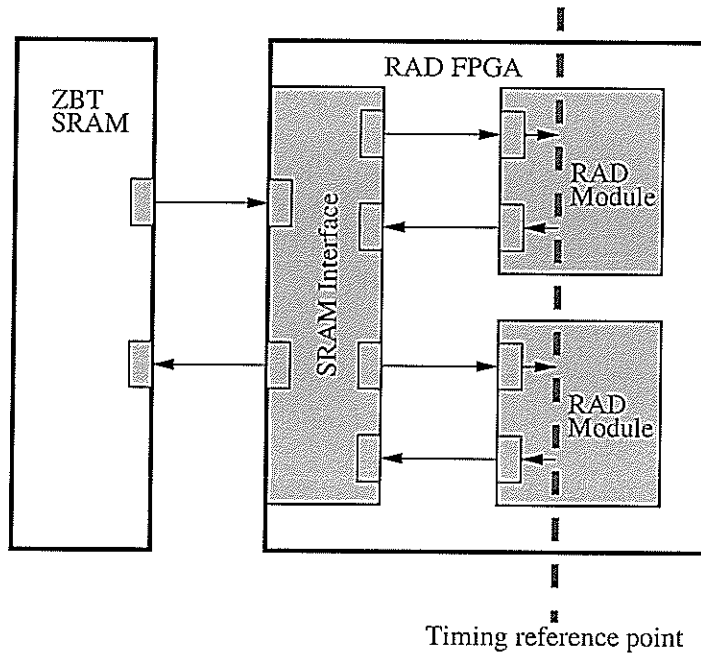 RAD FPGA
ZBT
SRAM
SRAM Interface
RAD
Module
RAD
Module
Timing reference point